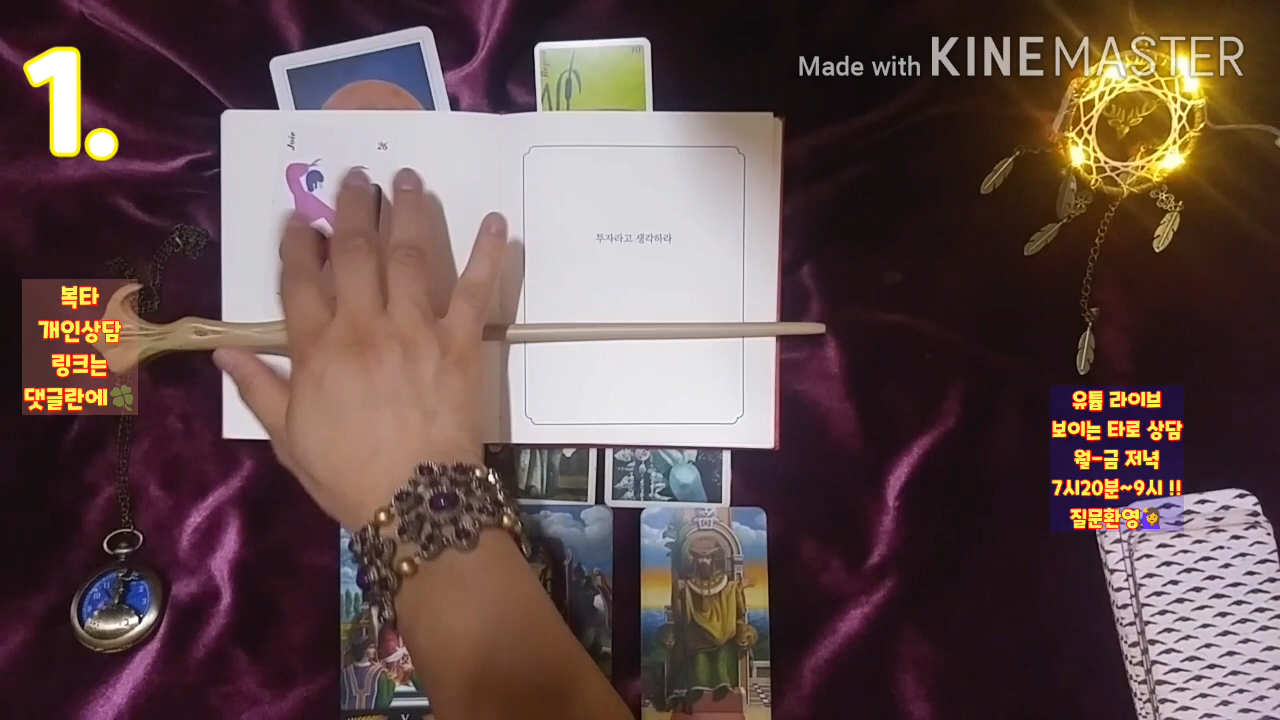 1.
Made with KINEMASTER
Joie
26
투자라고 생각하라
복타
개인상담
링크는
댓글란에🍀
유튭 라이브
보이는 타로 상담
월-금 저녁
7시20분~9시 !!
질문환영🙋
V